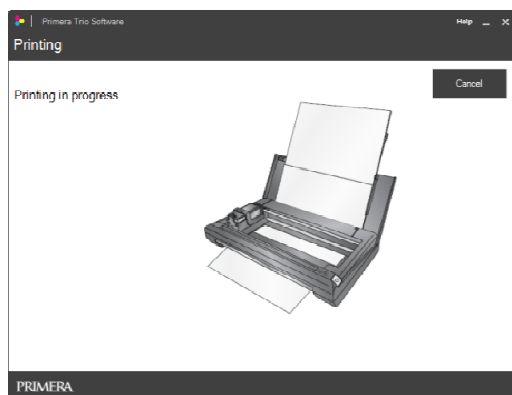 Primera Trio Software Help
Printing
Cancel
Printing in progress
PRIMERA